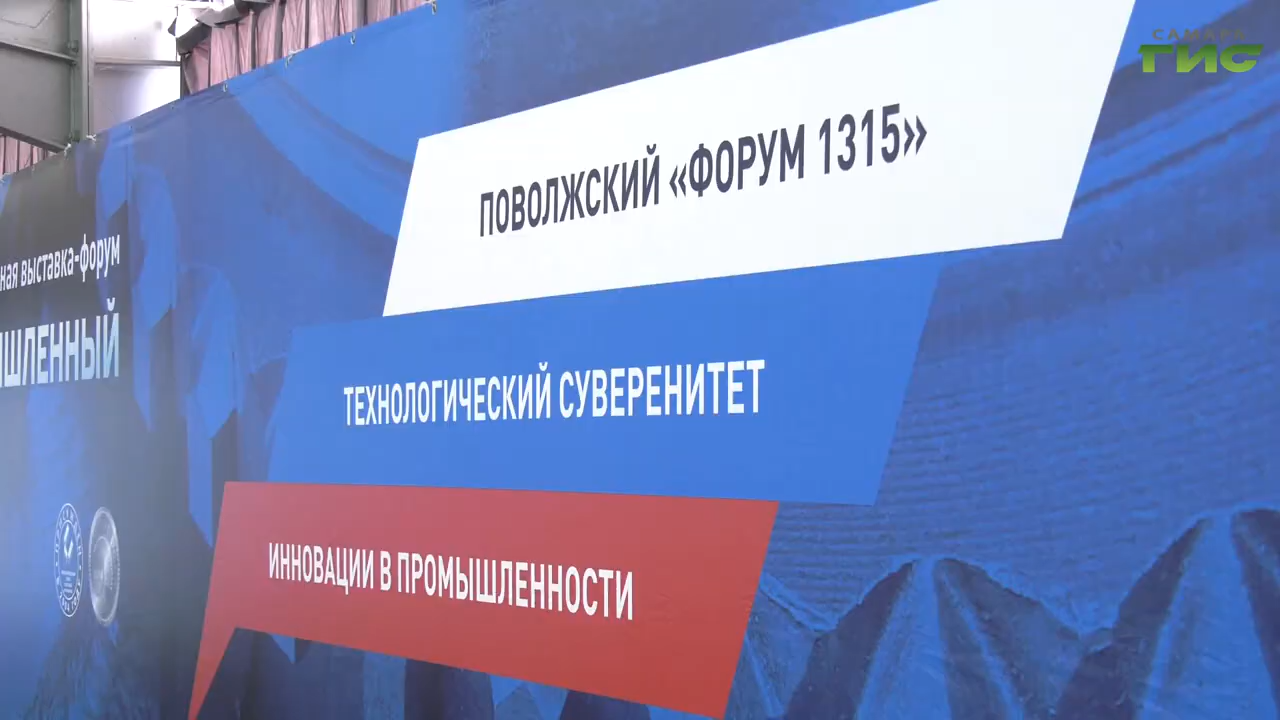 САМАРА
ГИС
ПОВОЛЖСКИЙ «ФОРУМ 1315»
ная выставка-форум
ШЛЕННЫЙ
ТЕХНОЛОГИЧЕСКИЙ СУВЕРЕНИТЕТ
ИННОВАЦИИ В ПРОМЫШЛЕННОСТИ